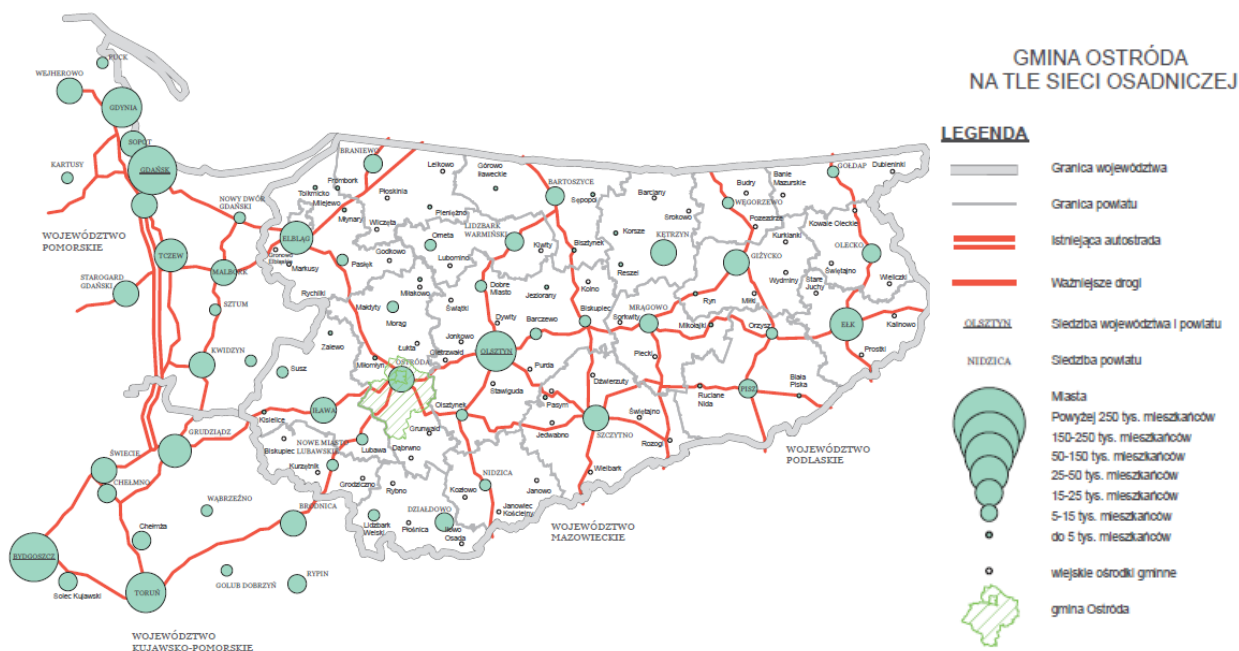 GMINA OSTRÓDA
NA TLE SIECI OSADNICZEJ
LEGENDA
Granica województwa
Granica powiatu
Istniejąca autostrada
Ważniejsze drogi
OLSZTYN
Siedziba województwa i powiatu
NIDZICA
Siedziba powiatu
Miasta
Powyżej 250 tys. mieszkańców
150-250 tys. mieszkańców
50-150 tys. mieszkańców
25-50 tys. mieszkańców
15-25 tys. mieszkańców
5-15 tys. mieszkańców
do 5 tys. mieszkańców
wiejskie ośrodki gminne
gmina Ostróda
PUCK
WEJHEROWO
GDYNIA
SOPOT
KARTUSY
GDAŃSK
NOWY DWÓR
GDAŃSKI
WOJEWÓDZTWO
POMORSKIE
TCZEW
MALBORK
STAROGARD
GDAŃSKI
SZTUM
KWIDZYN
Susz
GRUDZIĄDZ
ŚWIECIE
CHEŁMNO
WĄBRZEŹNO
Chełmża
BRODNICA
BYDGOSZCZ
Solec Kujawski
TORUŃ
GOLUB DOBRZYŃ
RYPIN
WOJEWÓDZTWO
KUJAWSKO-POMORSKIE
BRANIEWO
Frombork
Tolkmicko
Milejewo
Młynary
Lelkowo
Płoskinia
Pieniężno
Wilczęta
Górowo
Iławeckie
BARTOSZYCE
Sępopol
Barciany
Srokowo
Korsze
KĘTRZYN
Reszel
Budry
Banie
Mazurskie
GOŁDAP
Dubeninki
WĘGORZEWO
Pozezdrze
Kruklanki
Kowale Oleckie
OLECKO
Świętajno
Wieliczki
GIŻYCKO
Wydminy
Stare
Juchy
Ryn
Miłki
EŁK
Kalinowo
Prostki
Orzysz
Mikołajki
MRĄGOWO
Sorkwity
Piecki
Ruciane
Nida
PISZ
Biała
Piska
ELBLĄG
Gronowo
Elbląskie
Markusy
Pasłęk
Godkowo
Rychliki
Orneta
LIDZBARK
WARMIŃSKI
Kiwity
Lubomino
Bisztynek
Dobre
Miasto
Jeziorany
Kolno
Biskupiec
Miłakowo
Małdyty
Morąg
Świątki
Dywity
Barczewo
Jonkowo
Łukta
Gietrzwałd
OLSZTYN
Purda
Zalewo
Miłomłyn
OSTRÓDA
Stawiguda
Pasym
Dźwierzuty
Jedwabno
SZCZYTNO
Świętajno
Rozogi
Wielbark
IŁAWA
Kisielice
Biskupiec
NOWE MIASTO
LUBAWSKIE
Kurzętnik
Lubawa
Grunwald
Dąbrwno
Olsztynek
Grodziczno
Rybno
Kozłowo
NIDZICA
Janowo
Janowiec
Kościelny
Lidzbark
Welski
Płośnica
DZIAŁDOWO
Iłowo
Osada
WOJEWÓDZTWO
MAZOWIECKIE
WOJEWÓDZTWO
PODLASKIE